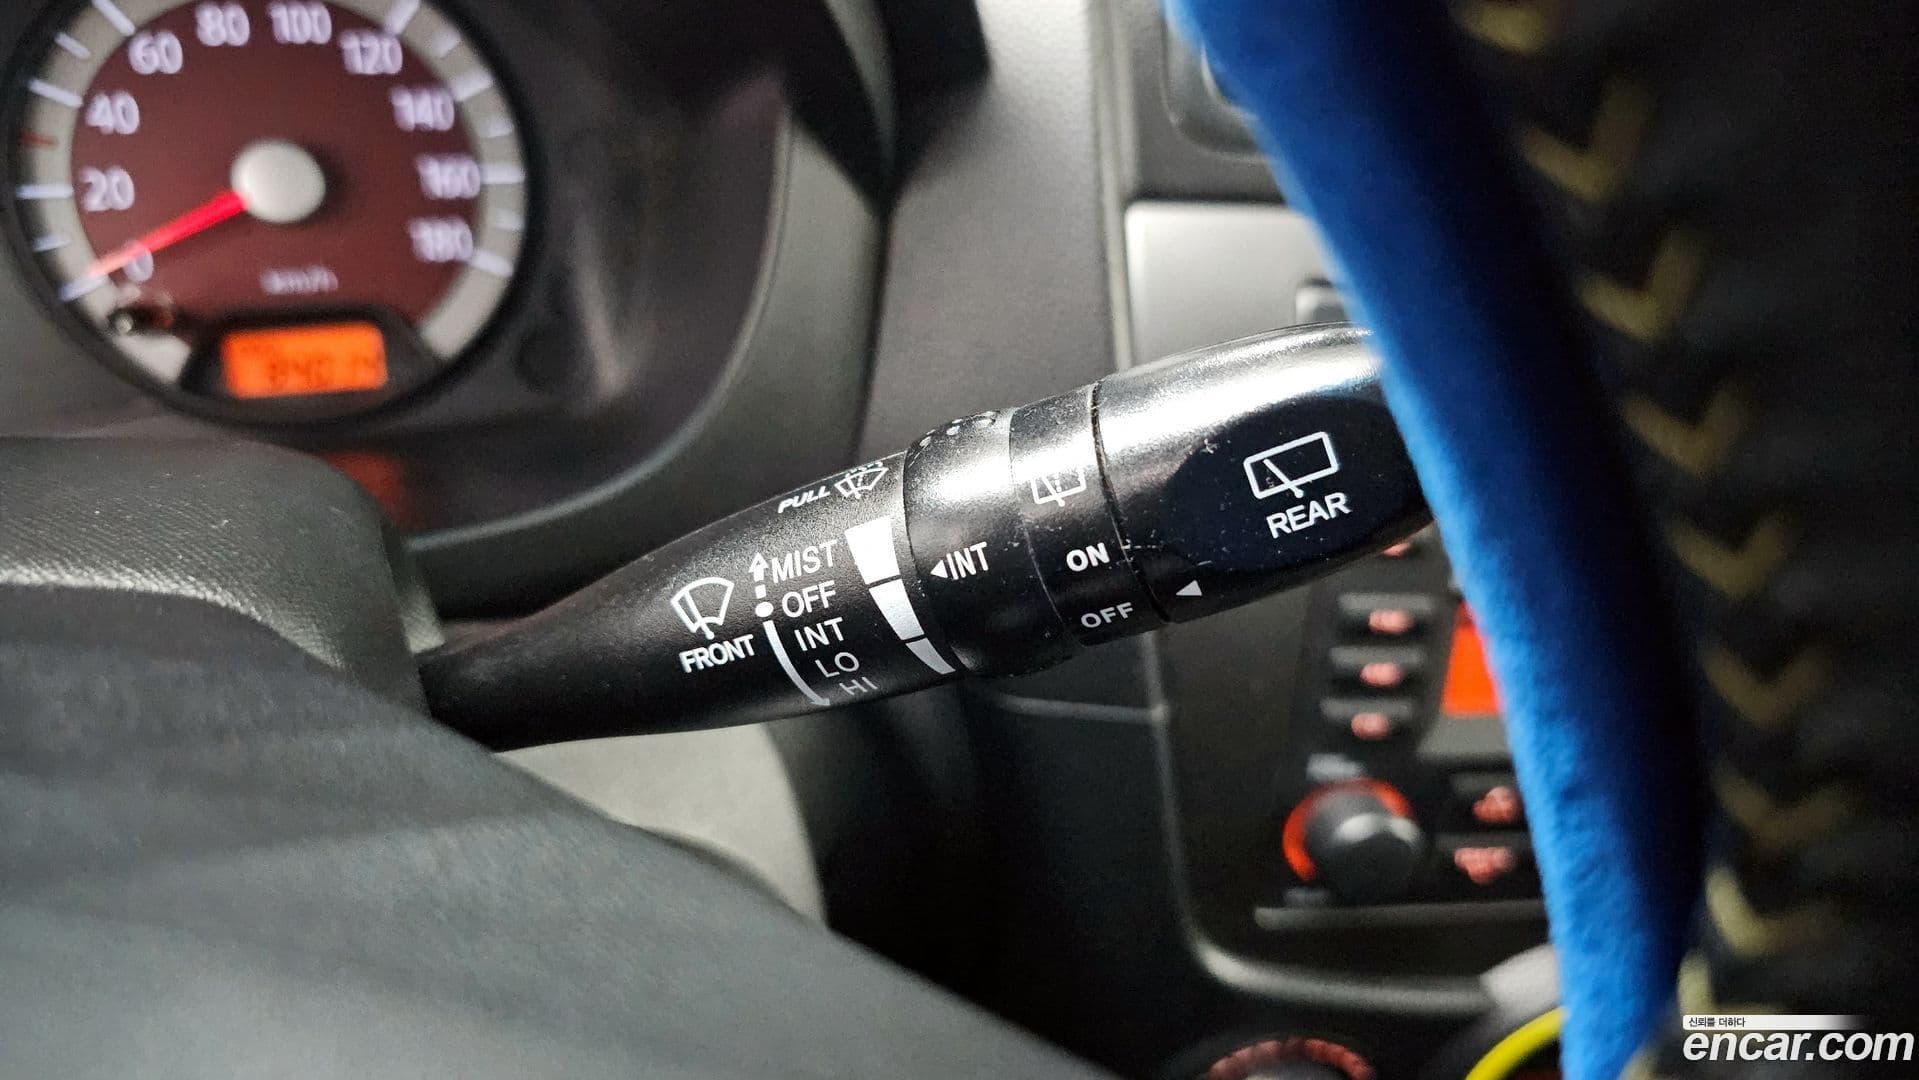 0
20
40
60
80
100
120
140
160
180
km/h
PULL
MIST
OFF
INT
LO
HI
FRONT
INT
ON
OFF
REAR
신뢰를 더하다
encar.com